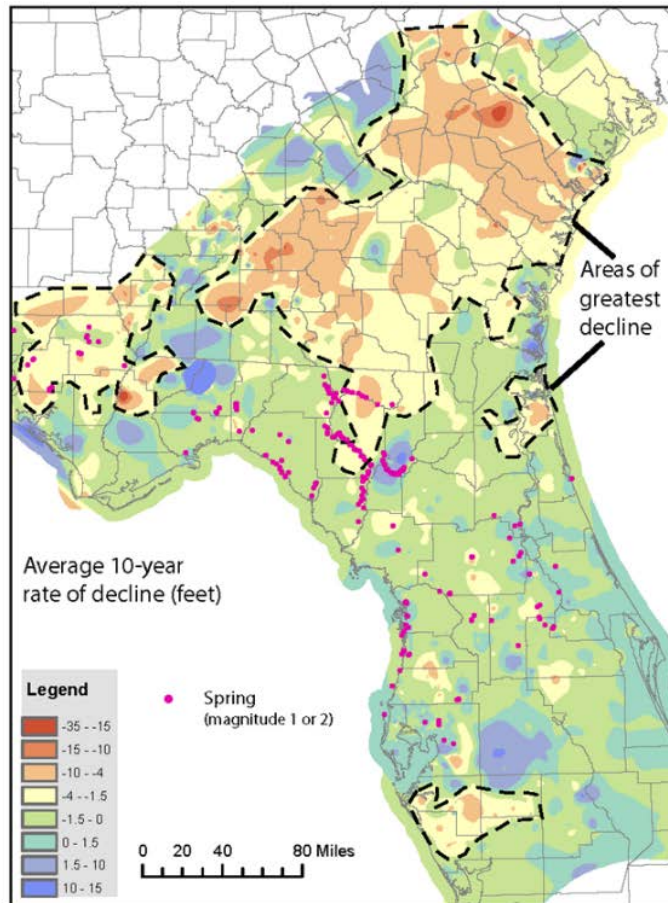 Areas of
greatest
decline
Average 10-year
rate of decline (feet)
Legend
-35 - -15
-15 - -10
-10 - -4
-4 - -1.5
-1.5 - 0
0 - 1.5
1.5 - 10
10 - 15
Spring
(magnitude 1 or 2)
0 20 40 80 Miles